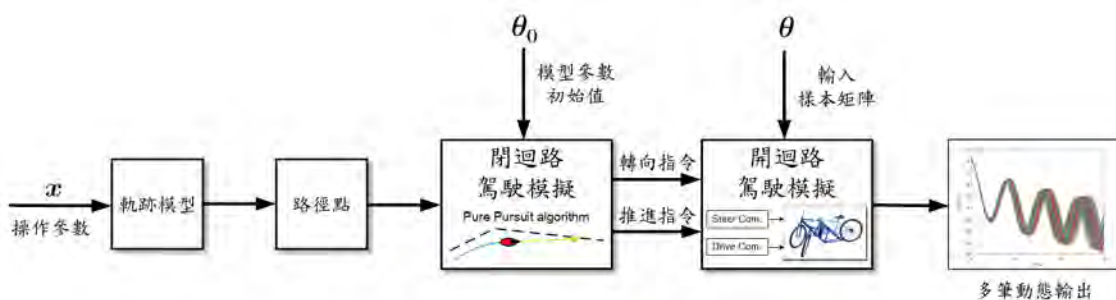 θ₀
θ
模型參數
初始值
輸入
樣本矩陣
x
操作參數
軌跡模型
路徑點
閉迴路
駕駛模擬
Pure Pursuit algorithm
轉向指令
推進指令
開迴路
駕駛模擬
Steer Com.
Drive Com.
多筆動態輸出